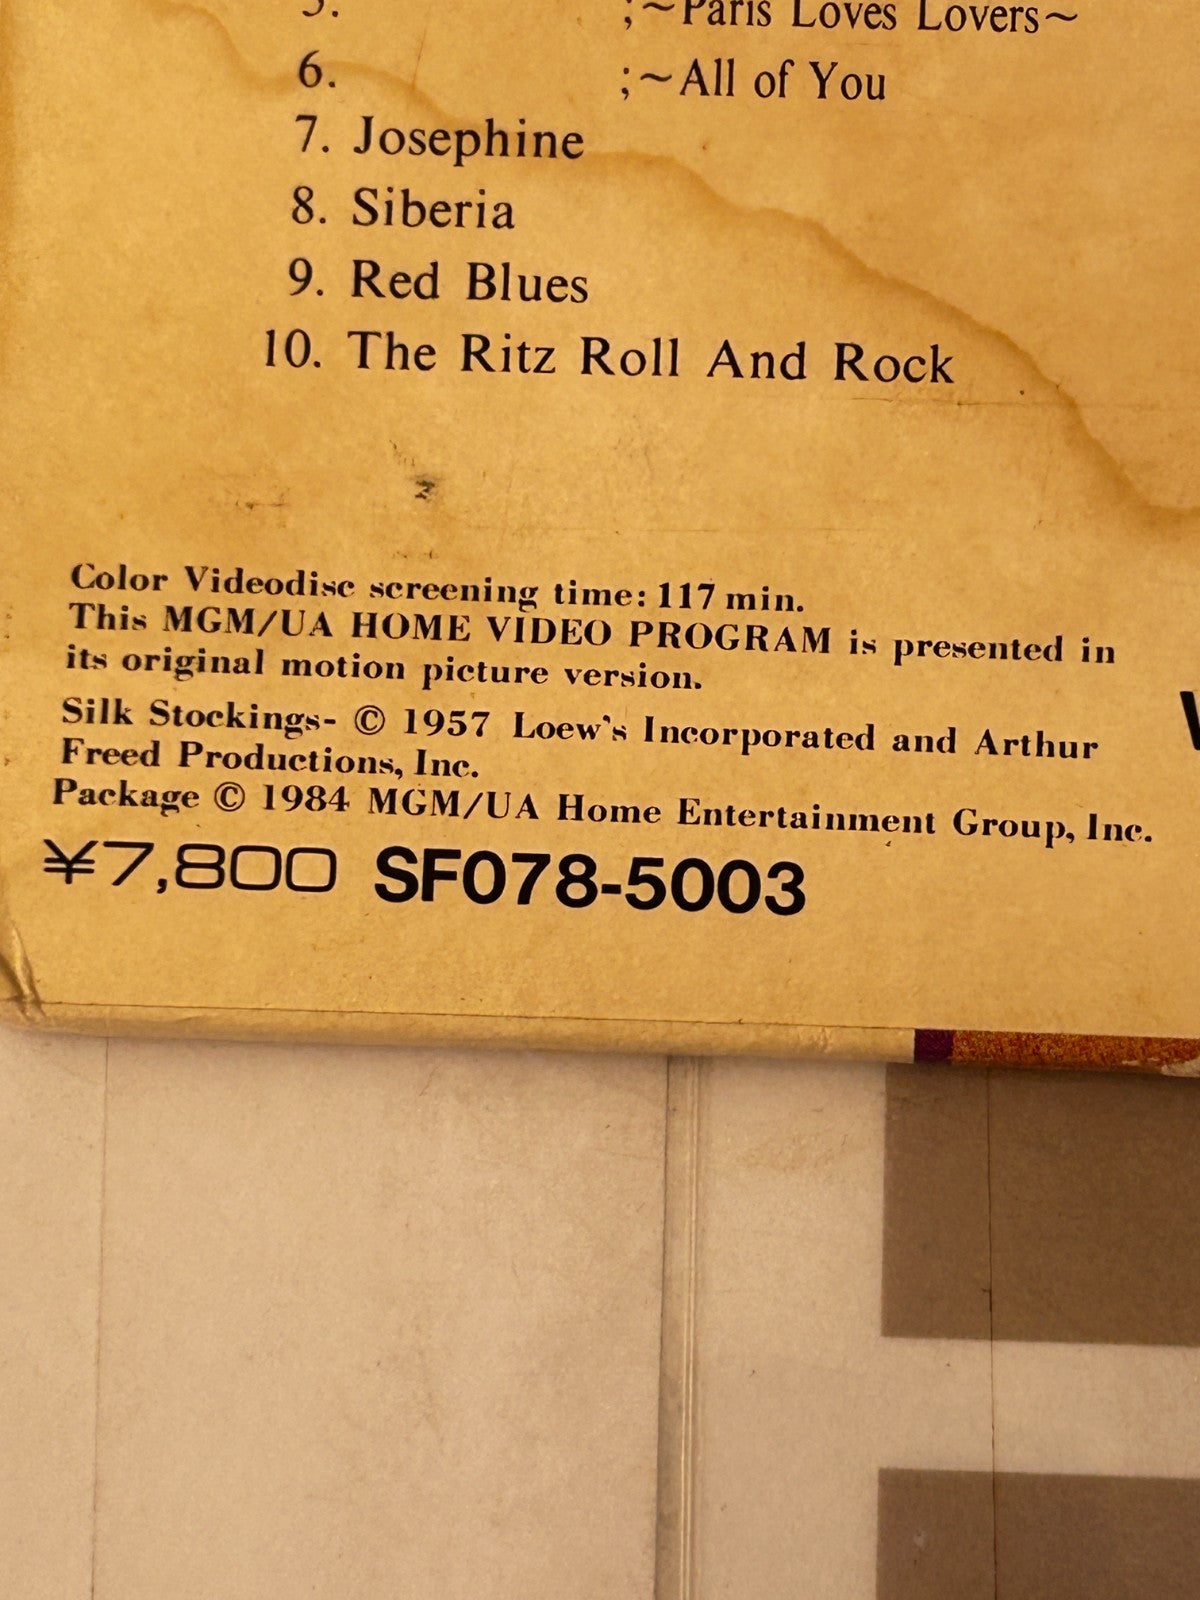 5. ;~Paris Loves Lovers~
6. ;~All of You
7. Josephine
8. Siberia
9. Red Blues
10. The Ritz Roll And Rock
Color Videodisc screening time: 117 min.
This MGM/UA HOME VIDEO PROGRAM is presented in
its original motion picture version.
Silk Stockings- © 1957 Loew's Incorporated and Arthur
Freed Productions, Inc.
Package © 1984 MGM/UA Home Entertainment Group, Inc.
¥7,800 SF078-5003